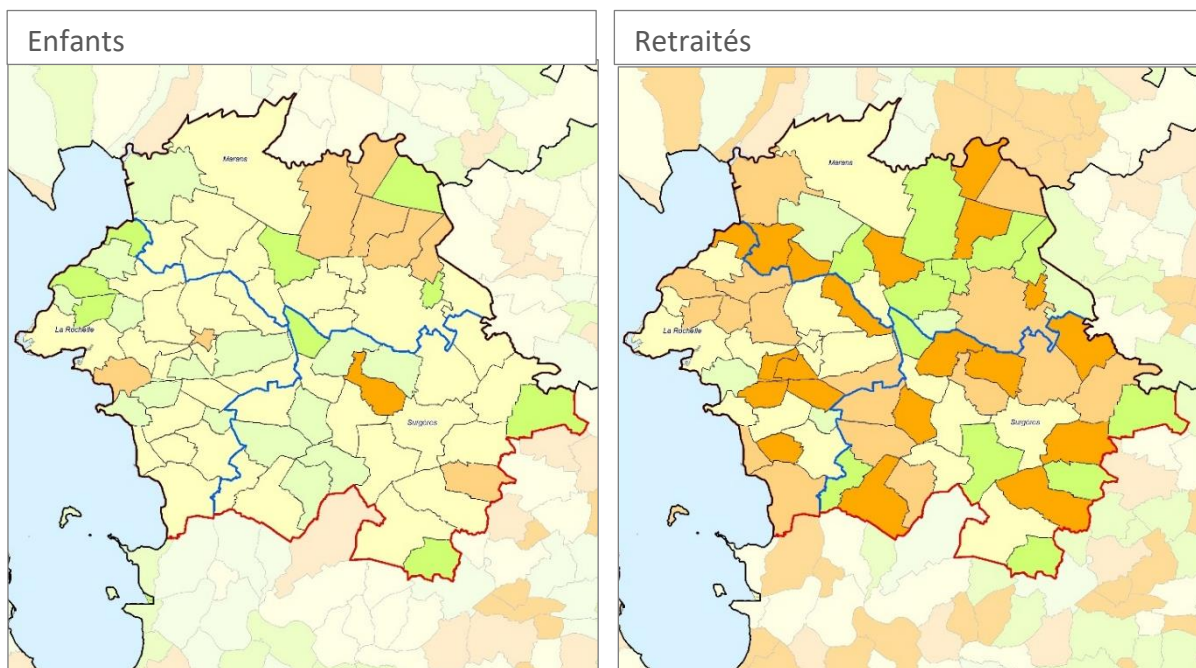 Enfants
Marans
La Rochelle
Surgères
Retraités
Marans
La Rochelle
Surgères